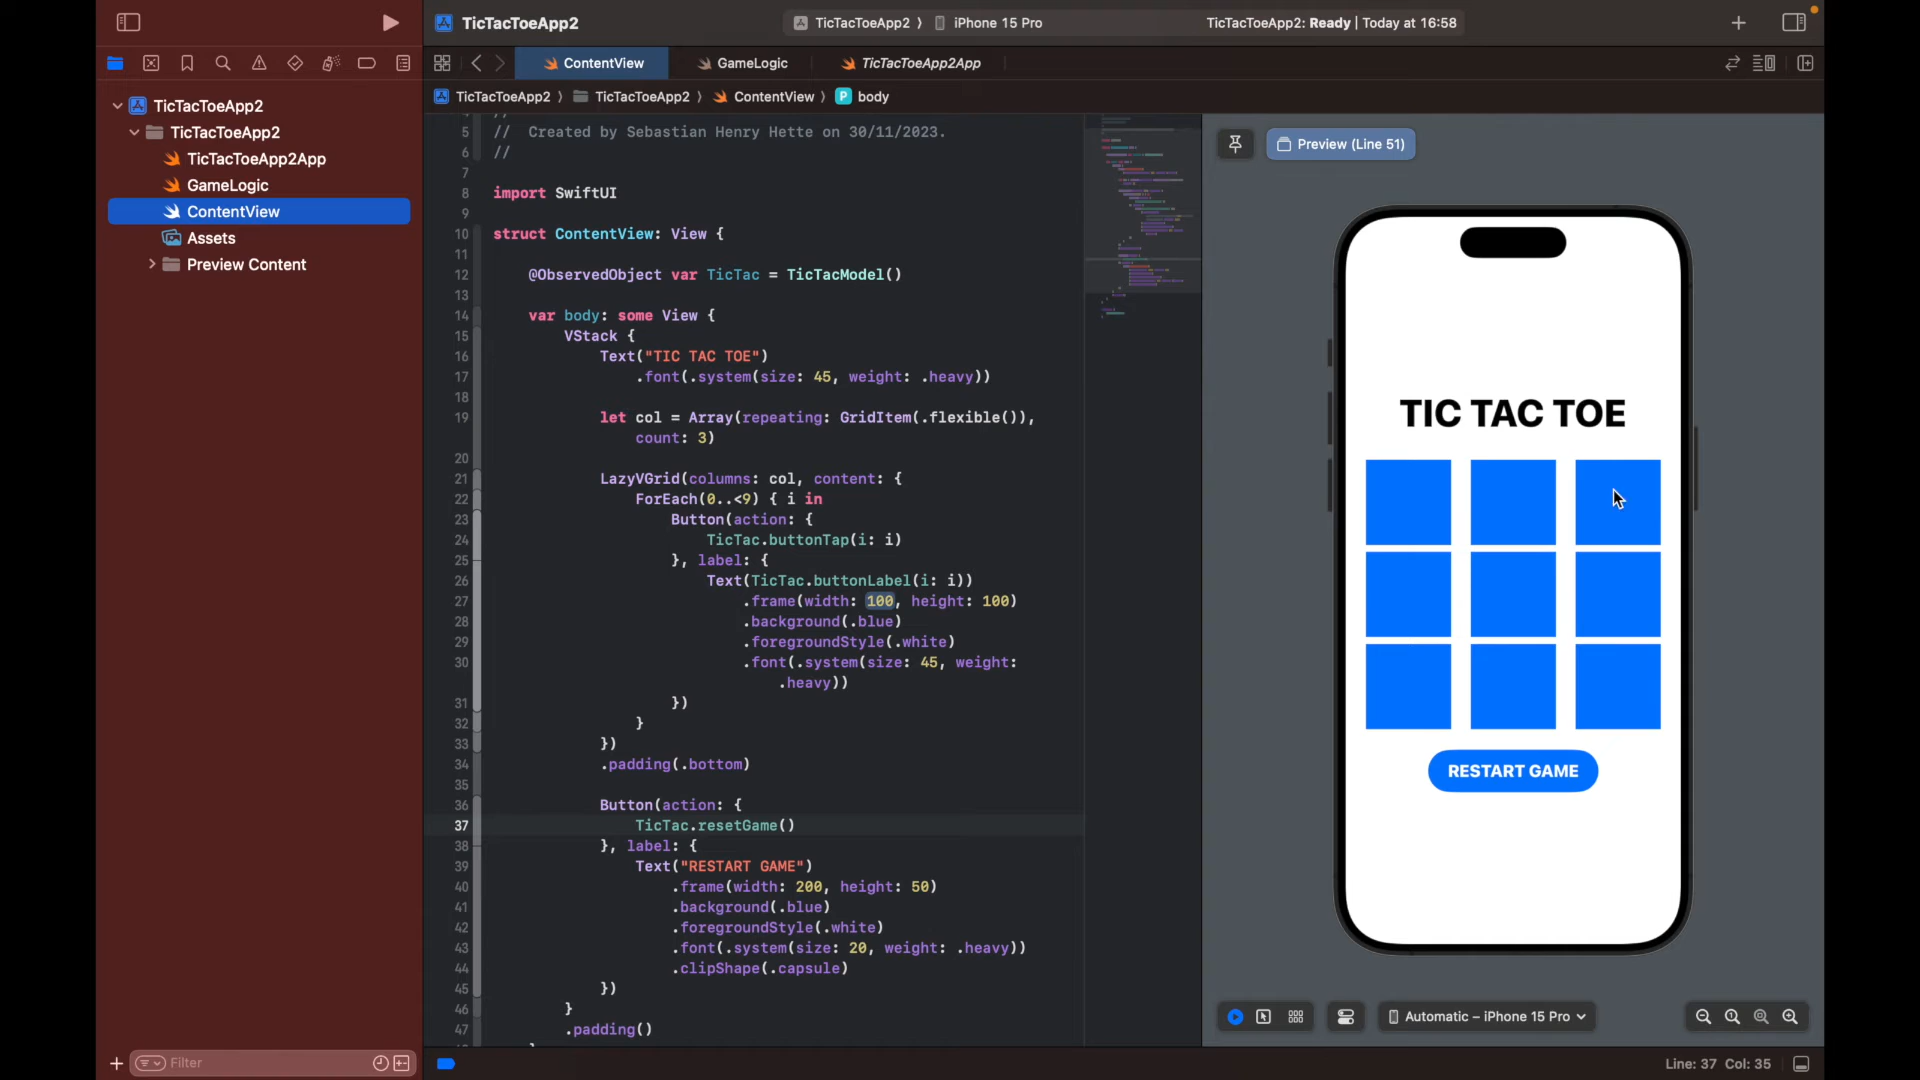 TicTacToeApp2
TicTacToeApp2 ⟩ iPhone 15 Pro
TicTacToeApp2: Ready | Today at 16:58
ContentView
GameLogic
TicTacToeApp2App
TicTacToeApp2 ⟩ TicTacToeApp2 ⟩ ContentView ⟩ P body
TicTacToeApp2
TicTacToeApp2
TicTacToeApp2App
GameLogic
ContentView
Assets
Preview Content
Filter
5 //  Created by Sebastian Henry Hette on 30/11/2023.
6 //
7
8 import SwiftUI
9
10 struct ContentView: View {
11
12 @ObservedObject var TicTac = TicTacModel()
13
14 var body: some View {
15 VStack {
16 Text("TIC TAC TOE")
17 .font(.system(size: 45, weight: .heavy))
18
19 let col = Array(repeating: GridItem(.flexible()),
count: 3)
20
21 LazyVGrid(columns: col, content: {
22 ForEach(0..<9) { i in
23 Button(action: {
24 TicTac.buttonTap(i: i)
25 }, label: {
26 Text(TicTac.buttonLabel(i: i))
27 .frame(width: 100, height: 100)
28 .background(.blue)
29 .foregroundStyle(.white)
30 .font(.system(size: 45, weight:
.heavy))
31 })
32 }
33 })
34 .padding(.bottom)
35
36 Button(action: {
37 TicTac.resetGame()
38 }, label: {
39 Text("RESTART GAME")
40 .frame(width: 200, height: 50)
41 .background(.blue)
42 .foregroundStyle(.white)
43 .font(.system(size: 20, weight: .heavy))
44 .clipShape(.capsule)
45 })
46 }
47 .padding()
Preview (Line 51)
TIC TAC TOE
RESTART GAME
Automatic – iPhone 15 Pro
Line: 37 Col: 35